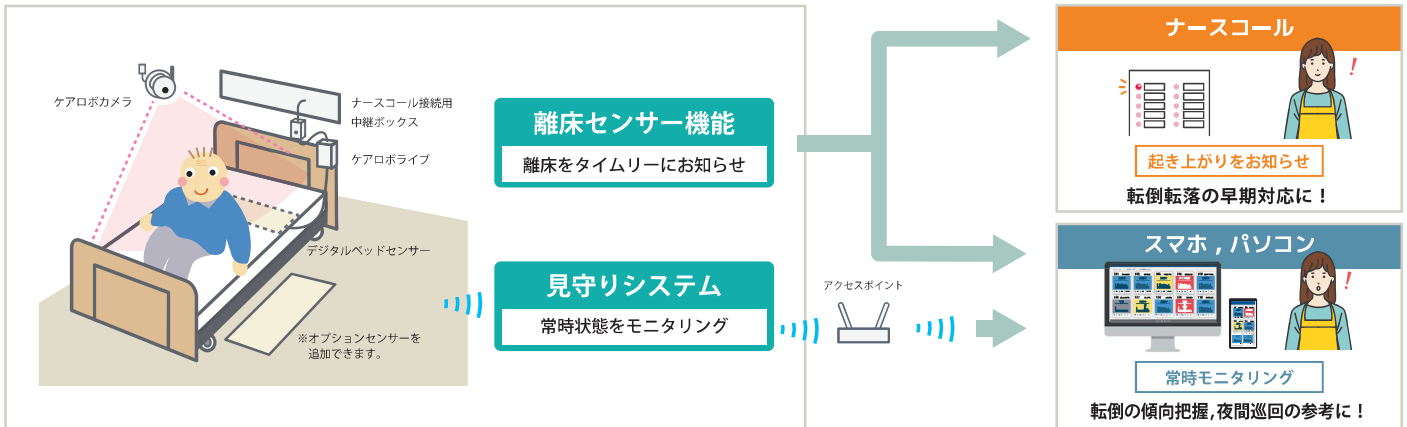 ケアロボカメラ
ナースコール接続用
中継ボックス
ケアロボライブ
デジタルベッドセンサー
※オプションセンサーを
追加できます。
離床センサー機能
離床をタイムリーにお知らせ
見守りシステム
常時状態をモニタリング
アクセスポイント
ナースコール
起き上がりをお知らせ
転倒転落の早期対応に！
スマホ , パソコン
常時モニタリング
転倒の傾向把握,夜間巡回の参考に！